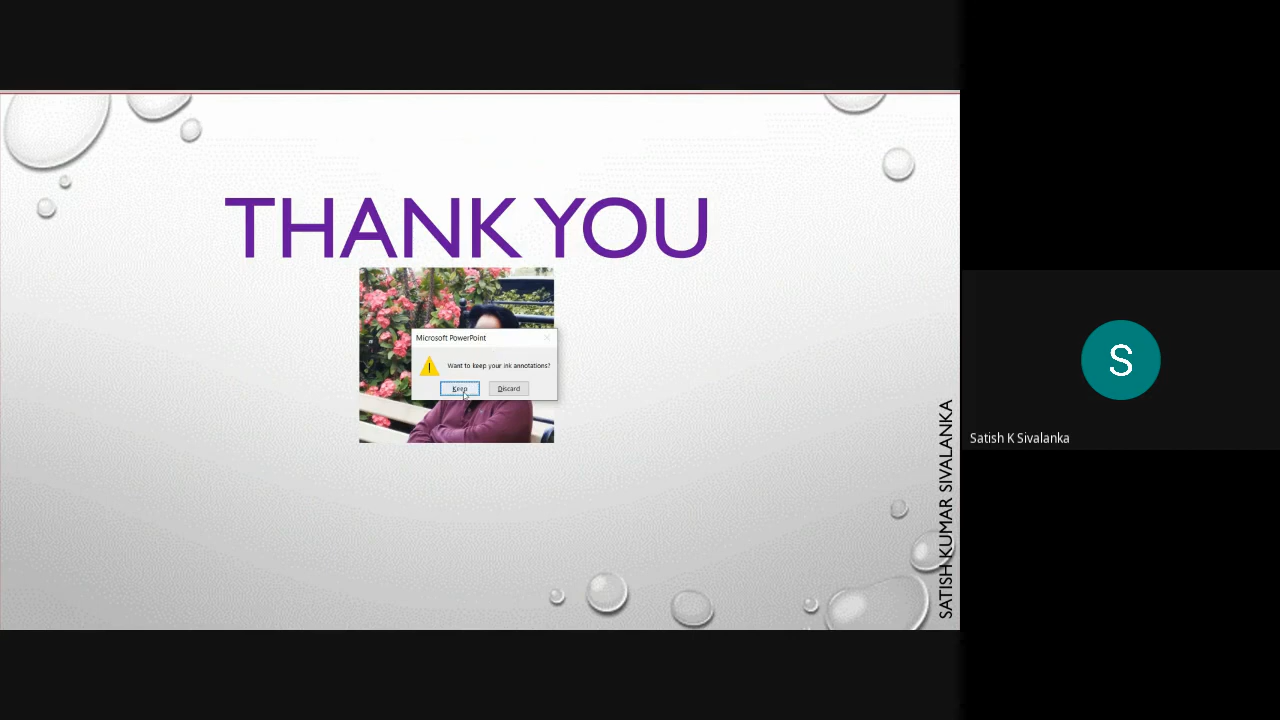 THANK YOU
Microsoft PowerPoint
Want to keep your ink annotations?
Keep
Discard
SATISH KUMAR SIVALANKA
S
Satish K Sivalanka